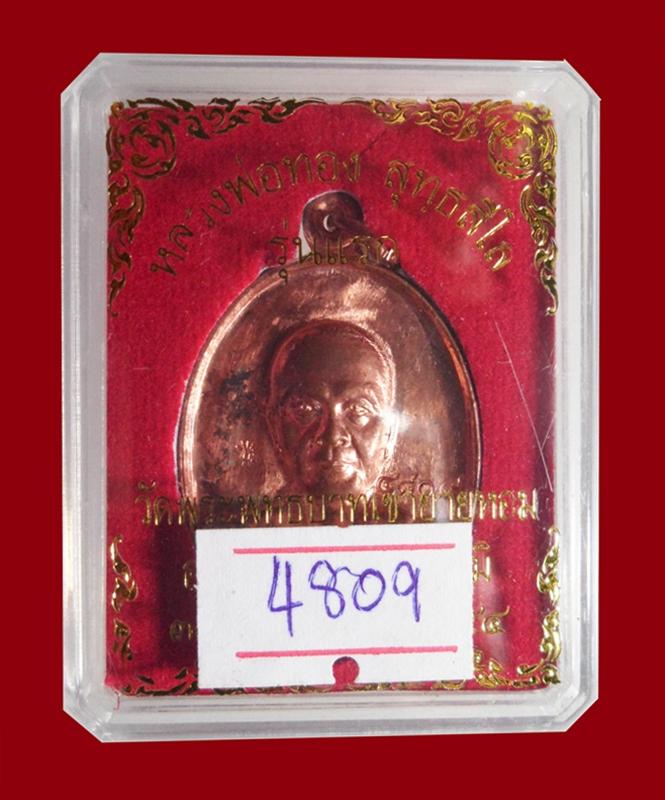 หลวงพ่อทอง สุทฺธสีโล
รุ่นแรก
วัดพระพุทธบาทเขายายหอม
4809